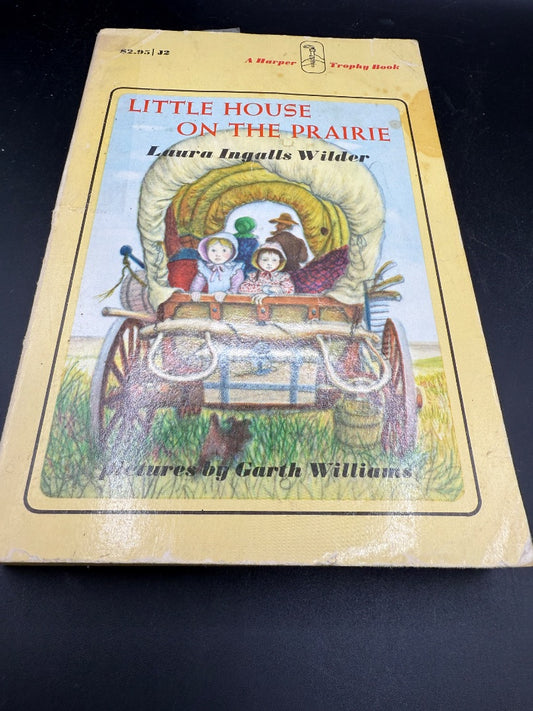 $2.95 | J2
A Harper Trophy Book
LITTLE HOUSE
ON THE PRAIRIE
Laura Ingalls Wilder
pictures by Garth Williams